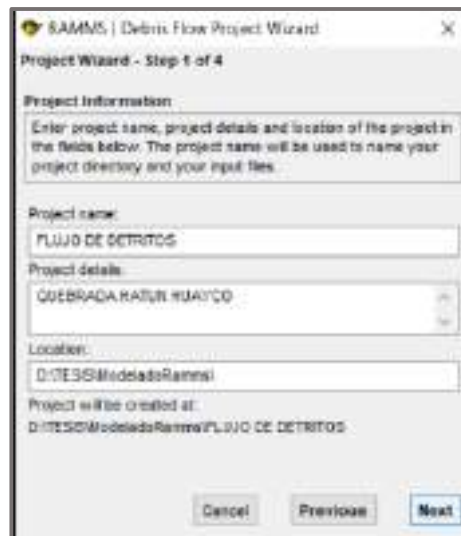 RAMMS | Debris Flow Project Wizard
Project Wizard - Step 1 of 4
Project Information
Enter project name, project details and location of the project in
the fields below. The project name will be used to name your
project directory and your input files.
Project name:
FLUJO DE DETRITOS
Project details:
QUEBRADA HATUN HUAYCO
Location:
D:\TESIS\ModeladoRamms\
Project will be created at:
D:\TESIS\ModeladoRamms\FLUJO DE DETRITOS
Cancel
Previous
Next